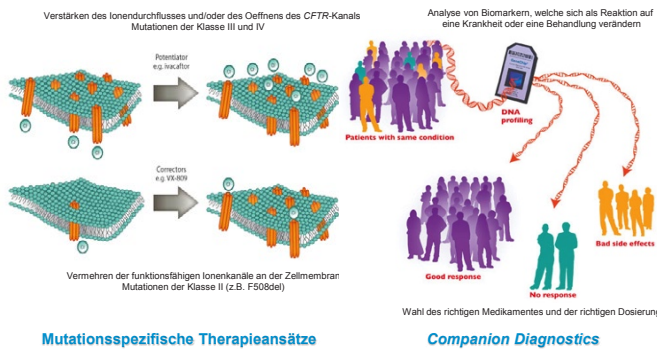 Verstärken des Ionendurchflusses und/oder des Oeffnens des CFTR-Kanals
Mutationen der Klasse III und IV
Potentiator
e.g. ivacaftor
Correctors
e.g. VX-809
Vermehren der funktionsfähigen Ionenkanäle an der Zellmembran
Mutationen der Klasse II (z.B. F508del)
Mutationsspezifische Therapieansätze
Analyse von Biomarkern, welche sich als Reaktion auf
eine Krankheit oder eine Behandlung verändern
Patients with same condition
DNA
profiling
Good response
No response
Bad side effects
Wahl des richtigen Medikamentes und der richtigen Dosierung
Companion Diagnostics